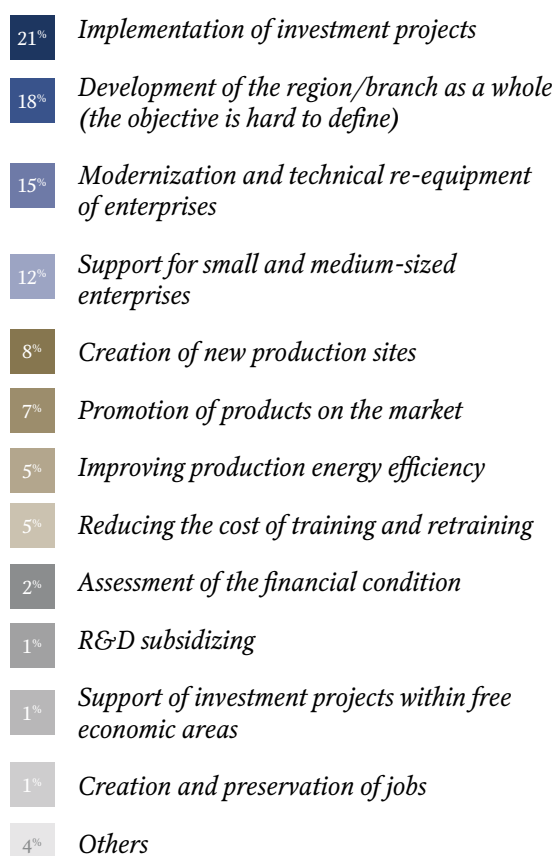 21% Implementation of investment projects
18% Development of the region/branch as a whole
(the objective is hard to define)
15% Modernization and technical re-equipment
of enterprises
12% Support for small and medium-sized
enterprises
8% Creation of new production sites
7% Promotion of products on the market
5% Improving production energy efficiency
5% Reducing the cost of training and retraining
2% Assessment of the financial condition
1% R&D subsidizing
1% Support of investment projects within free
economic areas
1% Creation and preservation of jobs
4% Others